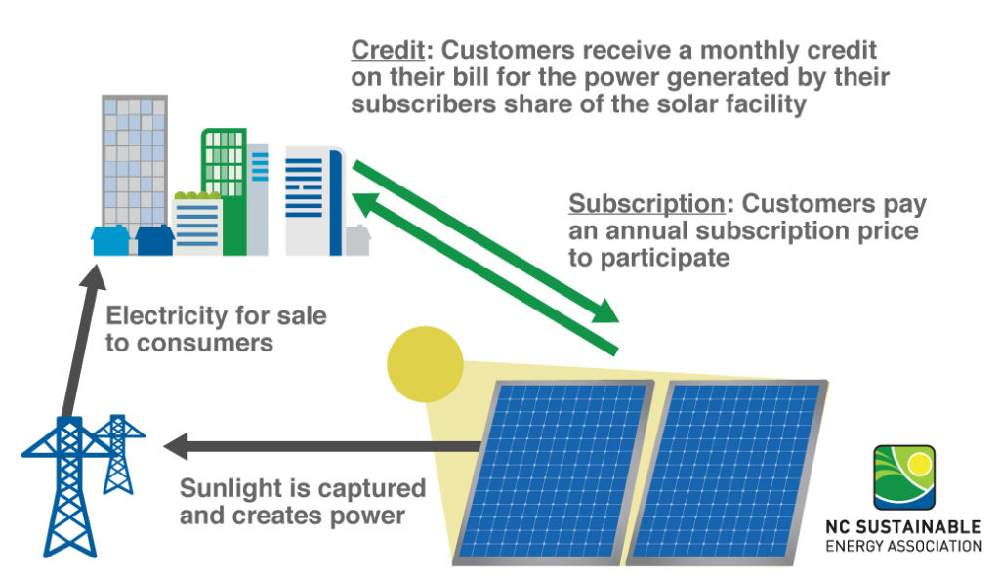 Credit: Customers receive a monthly credit
on their bill for the power generated by their
subscribers share of the solar facility
Subscription: Customers pay
an annual subscription price
to participate
Electricity for sale
to consumers
Sunlight is captured
and creates power
NC SUSTAINABLE
ENERGY ASSOCIATION